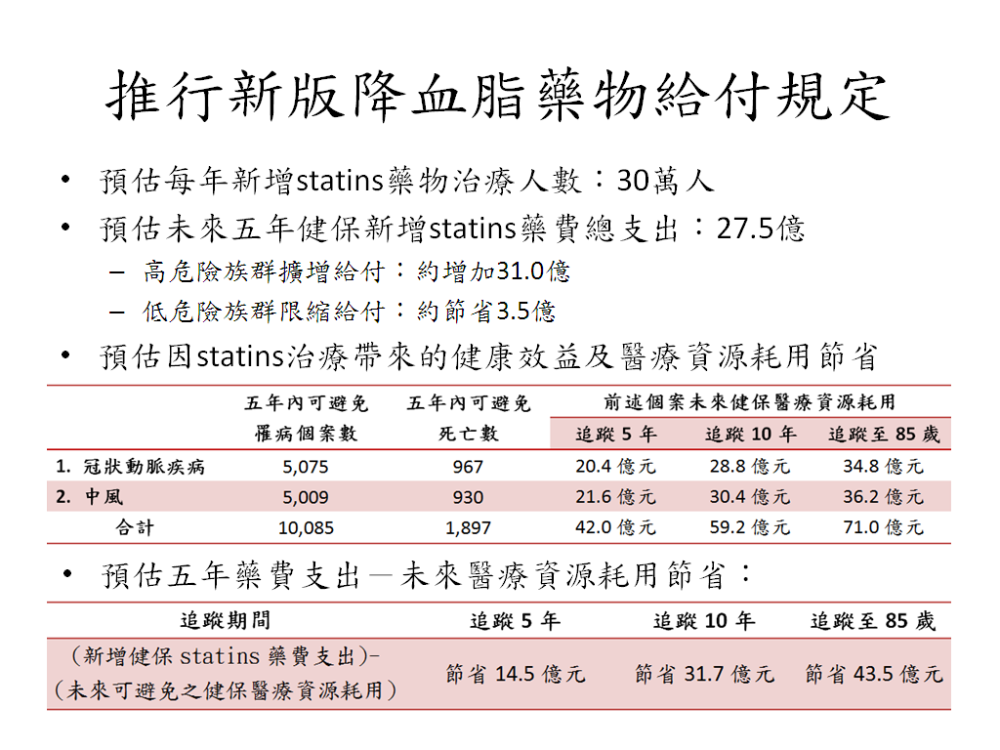 推行新版降血脂藥物給付規定
• 預估每年新增statins藥物治療人數：30萬人
• 預估未來五年健保新增statins藥費總支出：27.5億
– 高危險族群擴增給付：約增加31.0億
– 低危險族群限縮給付：約節省3.5億
• 預估因statins治療帶來的健康效益及醫療資源耗用節省
五年內可避免 五年內可避免 前述個案未來健保醫療資源耗用
罹病個案數 死亡數 追蹤 5 年 追蹤 10 年 追蹤至 85 歲
1. 冠狀動脈疾病 5,075 967 20.4 億元 28.8 億元 34.8 億元
2. 中風 5,009 930 21.6 億元 30.4 億元 36.2 億元
合計 10,085 1,897 42.0 億元 59.2 億元 71.0 億元
• 預估五年藥費支出－未來醫療資源耗用節省：
追蹤期間 追蹤 5 年 追蹤 10 年 追蹤至 85 歲
(新增健保 statins 藥費支出)-
(未來可避免之健保醫療資源耗用) 節省 14.5 億元 節省 31.7 億元 節省 43.5 億元